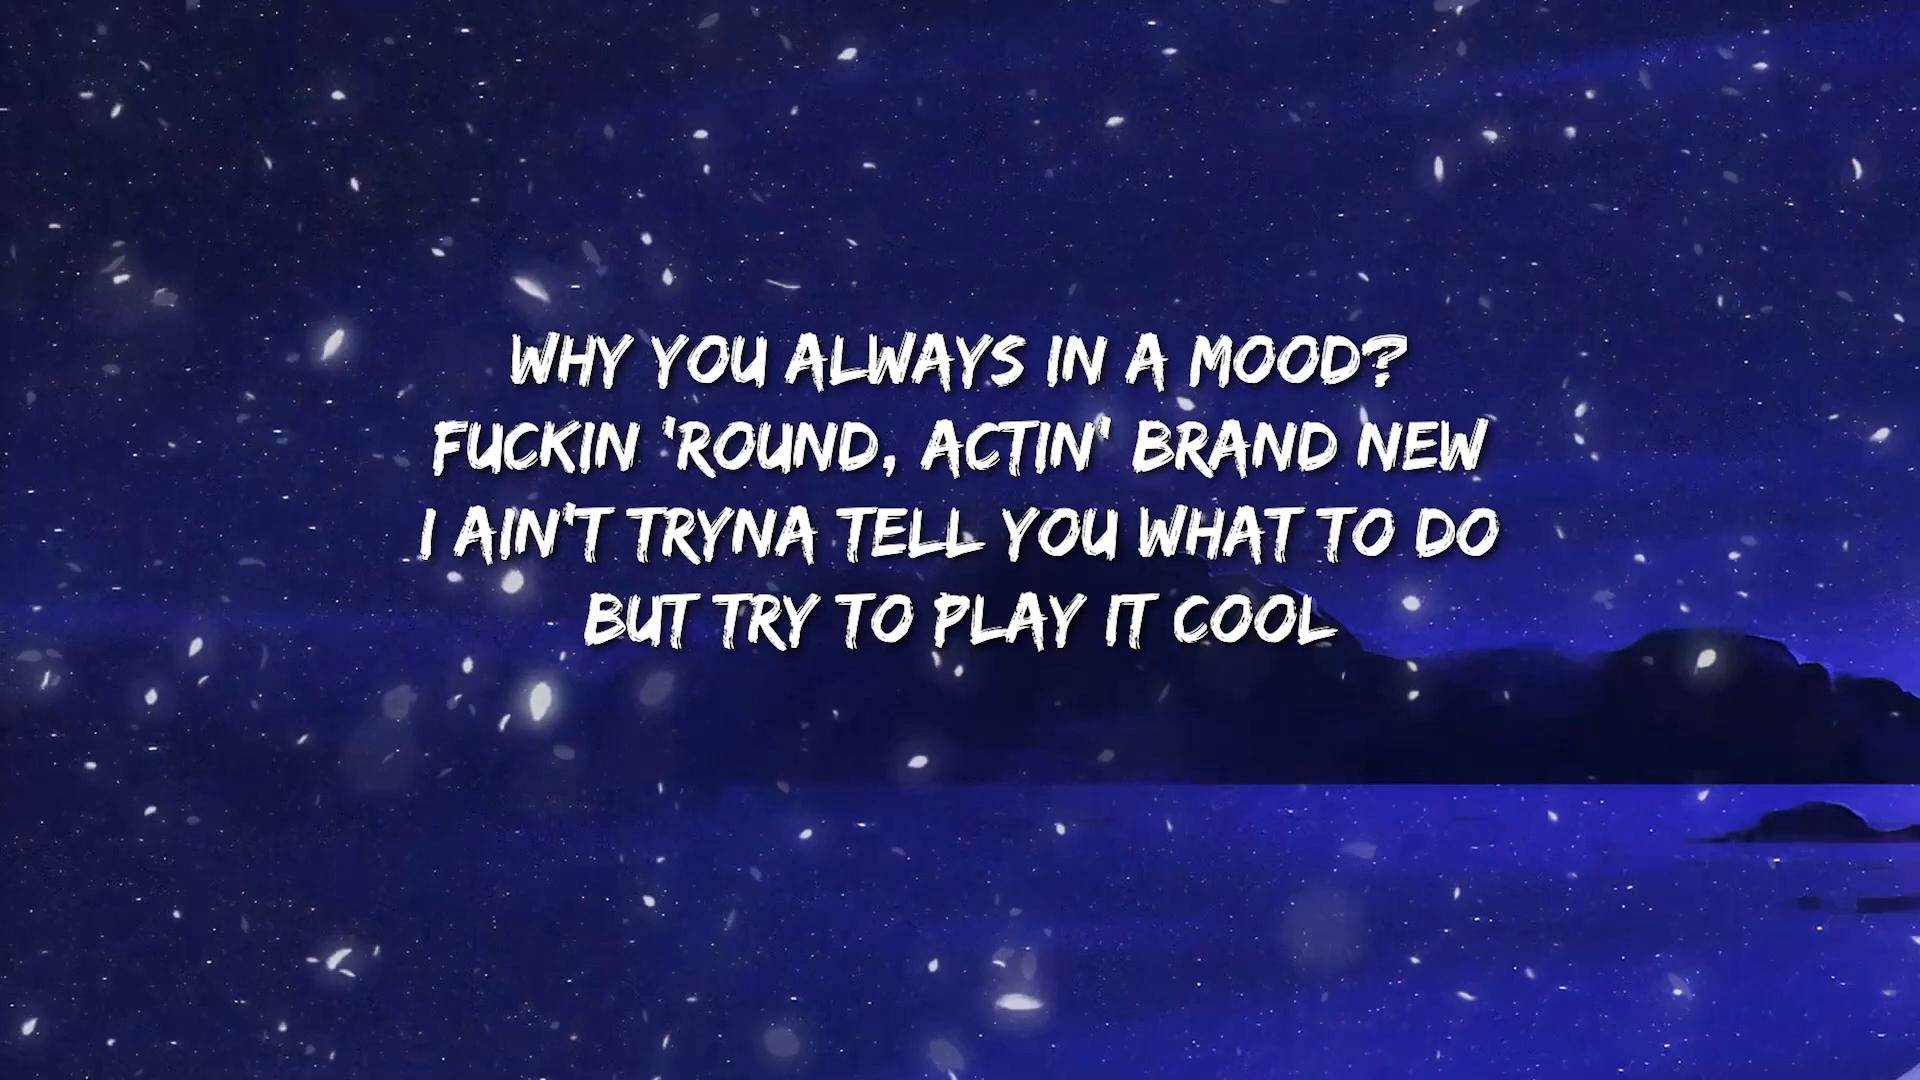 WHY YOU ALWAYS IN A MOOD?
FUCKIN 'ROUND, ACTIN' BRAND NEW
I AIN'T TRYNA TELL YOU WHAT TO DO
BUT TRY TO PLAY IT COOL